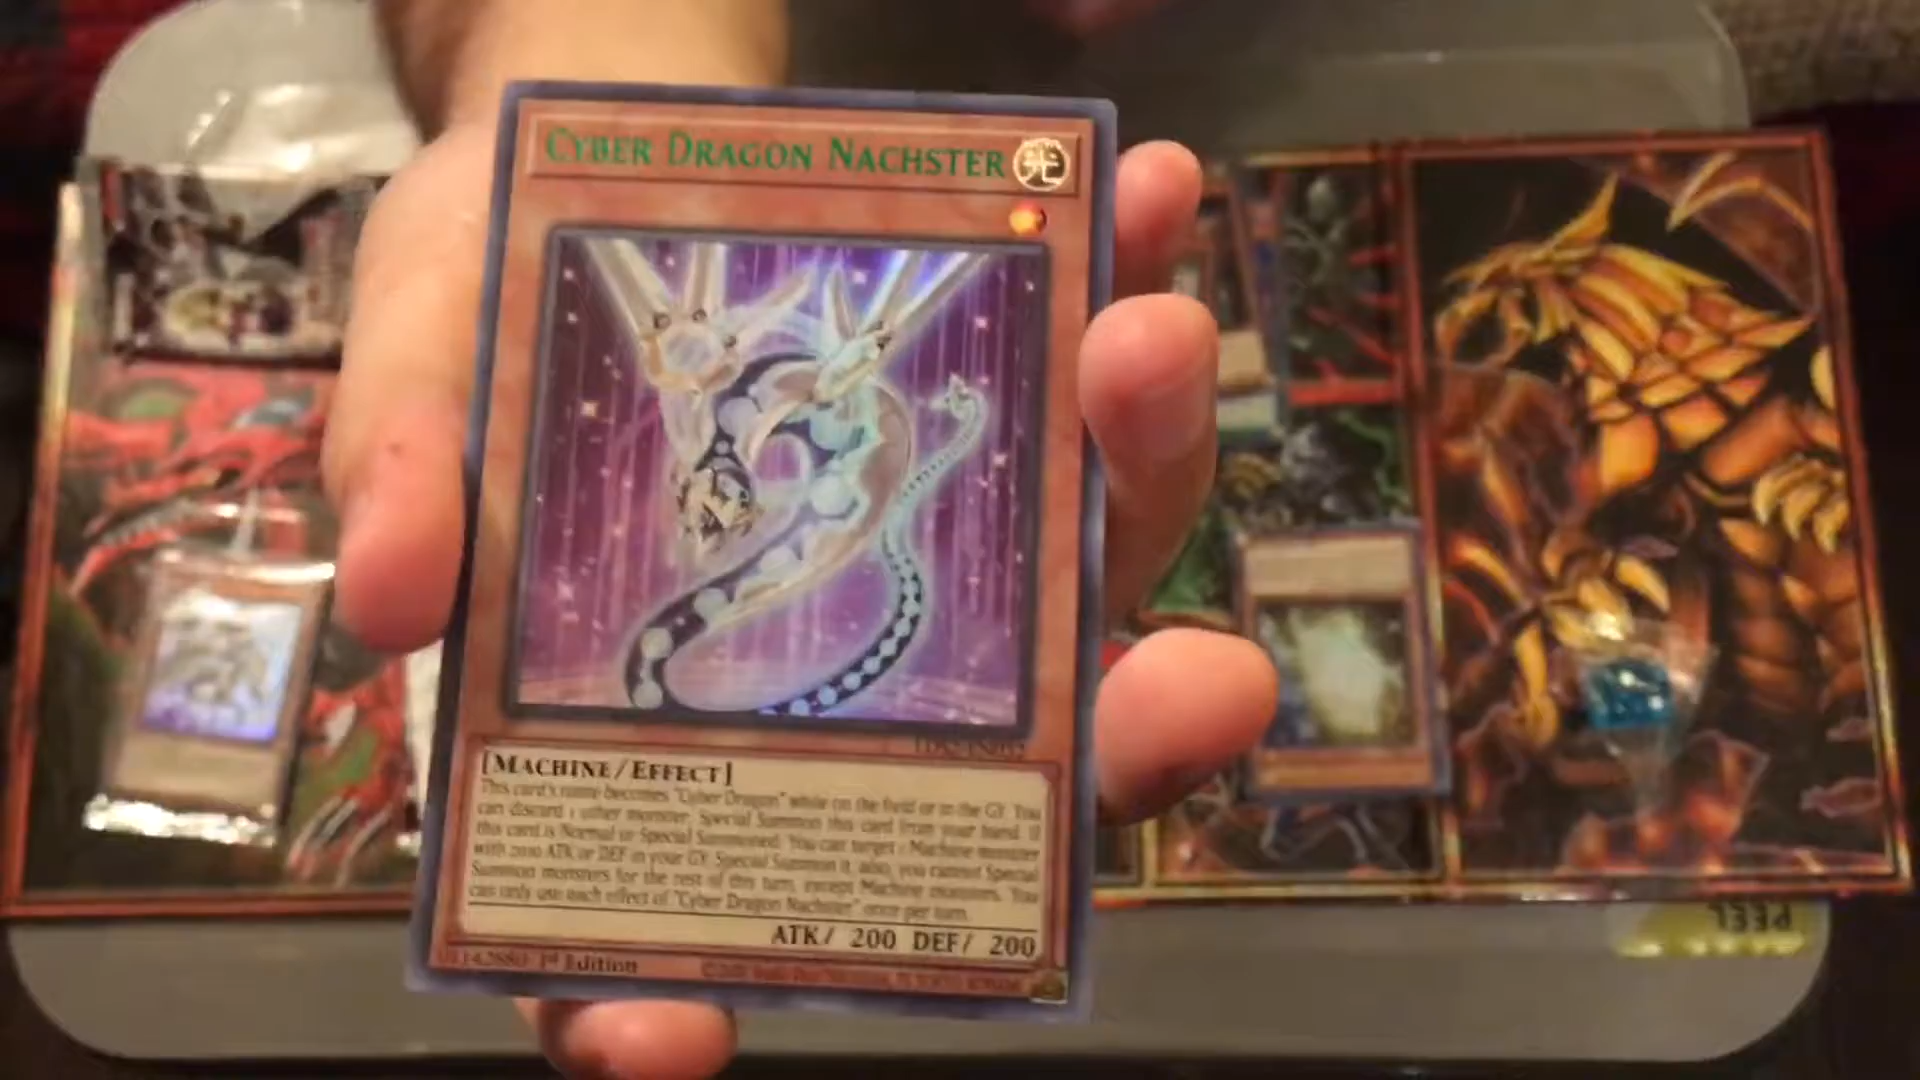 CYBER DRAGON NACHSTER
[MACHINE/EFFECT]
This card's name becomes "Cyber Dragon" while on the field or in the GY. You
can discard 1 other monster; Special Summon this card from your hand. If
this card is Normal or Special Summoned: You can target 1 Machine monster
with 2100 ATK or DEF in your GY; Special Summon it, also, you cannot Special
Summon monsters for the rest of this turn, except Machine monsters. You
can only use each effect of "Cyber Dragon Nachster" once per turn.
ATK/ 200 DEF/ 200
1st Edition
PEEL